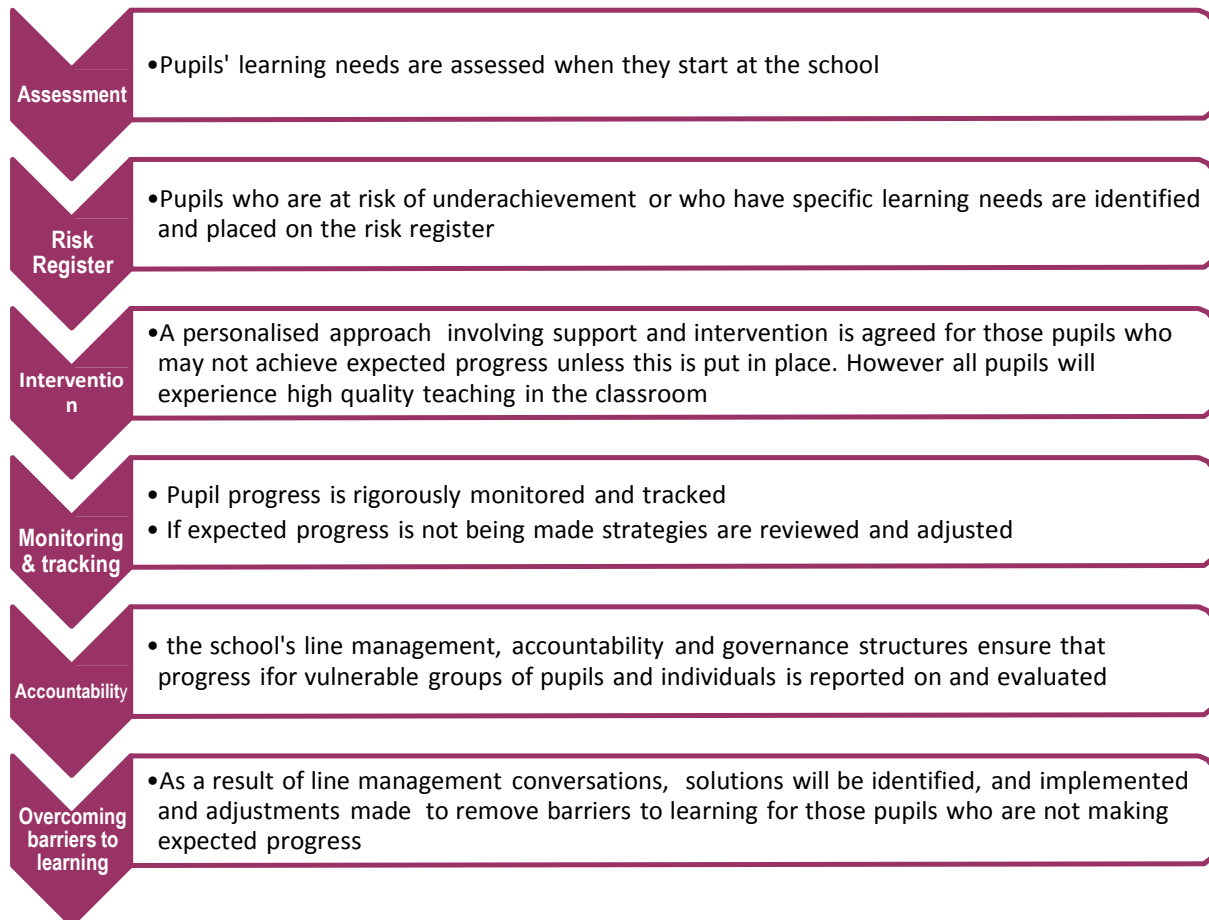 Assessment
•Pupils' learning needs are assessed when they start at the school
Risk
Register
•Pupils who are at risk of underachievement or who have specific learning needs are identified
and placed on the risk register
Interventio
n
•A personalised approach involving support and intervention is agreed for those pupils who
may not achieve expected progress unless this is put in place. However all pupils will
experience high quality teaching in the classroom
Monitoring
& tracking
• Pupil progress is rigorously monitored and tracked
• If expected progress is not being made strategies are reviewed and adjusted
Accountability
• the school's line management, accountability and governance structures ensure that
progress ifor vulnerable groups of pupils and individuals is reported on and evaluated
Overcoming
barriers to
learning
•As a result of line management conversations, solutions will be identified, and implemented
and adjustments made to remove barriers to learning for those pupils who are not making
expected progress